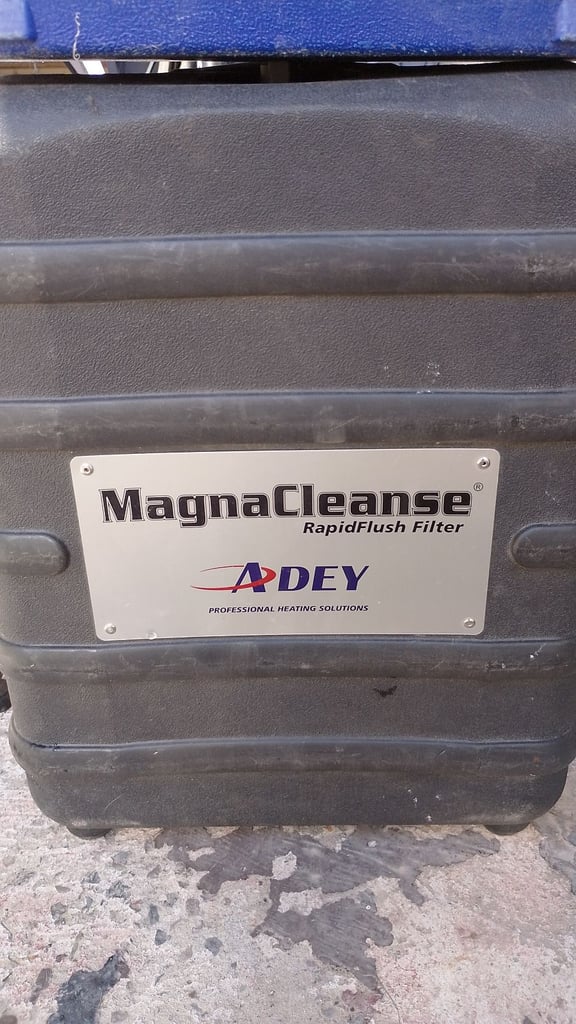 MagnaCleanse®
RapidFlush Filter
ADEY
PROFESSIONAL HEATING SOLUTIONS